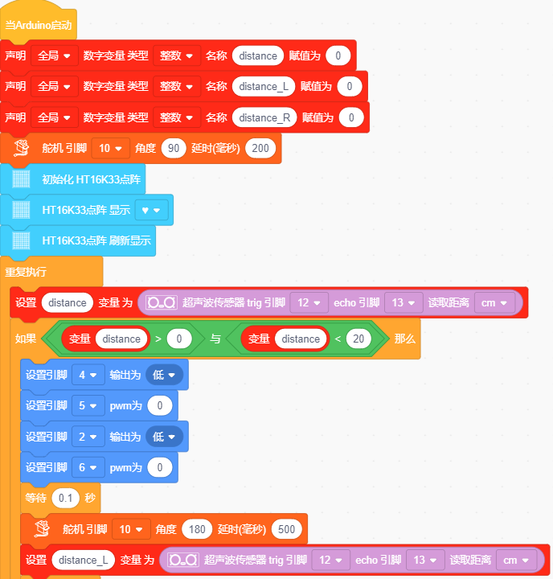 当Arduino启动
声明 全局 数字变量 类型 整数 名称 distance 赋值为 0
声明 全局 数字变量 类型 整数 名称 distance_L 赋值为 0
声明 全局 数字变量 类型 整数 名称 distance_R 赋值为 0
舵机 引脚 10 角度 90 延时(毫秒) 200
初始化 HT16K33点阵
HT16K33点阵 显示 ♥
HT16K33点阵 刷新显示
重复执行
设置 distance 变量 为 超声波传感器 trig 引脚 12 echo 引脚 13 读取距离 cm
如果 变量 distance > 0 与 变量 distance < 20 那么
设置引脚 4 输出为 低
设置引脚 5 pwm为 0
设置引脚 2 输出为 低
设置引脚 6 pwm为 0
等待 0.1 秒
舵机 引脚 10 角度 180 延时(毫秒) 500
设置 distance_L 变量 为 超声波传感器 trig 引脚 12 echo 引脚 13 读取距离 cm